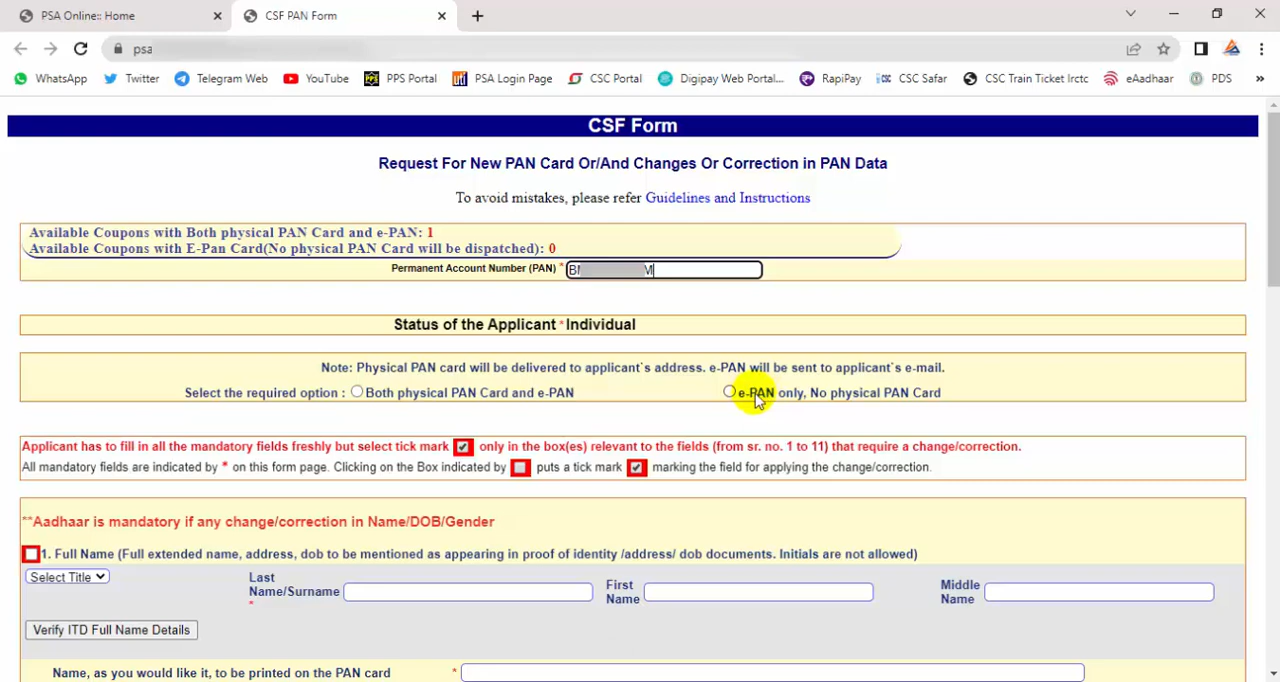 PSA Online:: Home
CSF PAN Form
psa
WhatsApp Twitter Telegram Web YouTube PPS Portal PSA Login Page CSC Portal Digipay Web Portal... RapiPay CSC Safar CSC Train Ticket Irctc eAadhaar PDS »
CSF Form
Request For New PAN Card Or/And Changes Or Correction in PAN Data
To avoid mistakes, please refer Guidelines and Instructions
Available Coupons with Both physical PAN Card and e-PAN: 1
Available Coupons with E-Pan Card(No physical PAN Card will be dispatched): 0
Permanent Account Number (PAN) *
Status of the Applicant *Individual
Note: Physical PAN card will be delivered to applicant`s address. e-PAN will be sent to applicant`s e-mail.
Select the required option : Both physical PAN Card and e-PAN e-PAN only, No physical PAN Card
Applicant has to fill in all the mandatory fields freshly but select tick mark only in the box(es) relevant to the fields (from sr. no. 1 to 11) that require a change/correction.
All mandatory fields are indicated by * on this form page. Clicking on the Box indicated by puts a tick mark marking the field for applying the change/correction.
**Aadhaar is mandatory if any change/correction in Name/DOB/Gender
1. Full Name (Full extended name, address, dob to be mentioned as appearing in proof of identity /address/ dob documents. Initials are not allowed)
Select Title
Last Name/Surname *
First Name
Middle Name
Verify ITD Full Name Details
Name, as you would like it, to be printed on the PAN card *